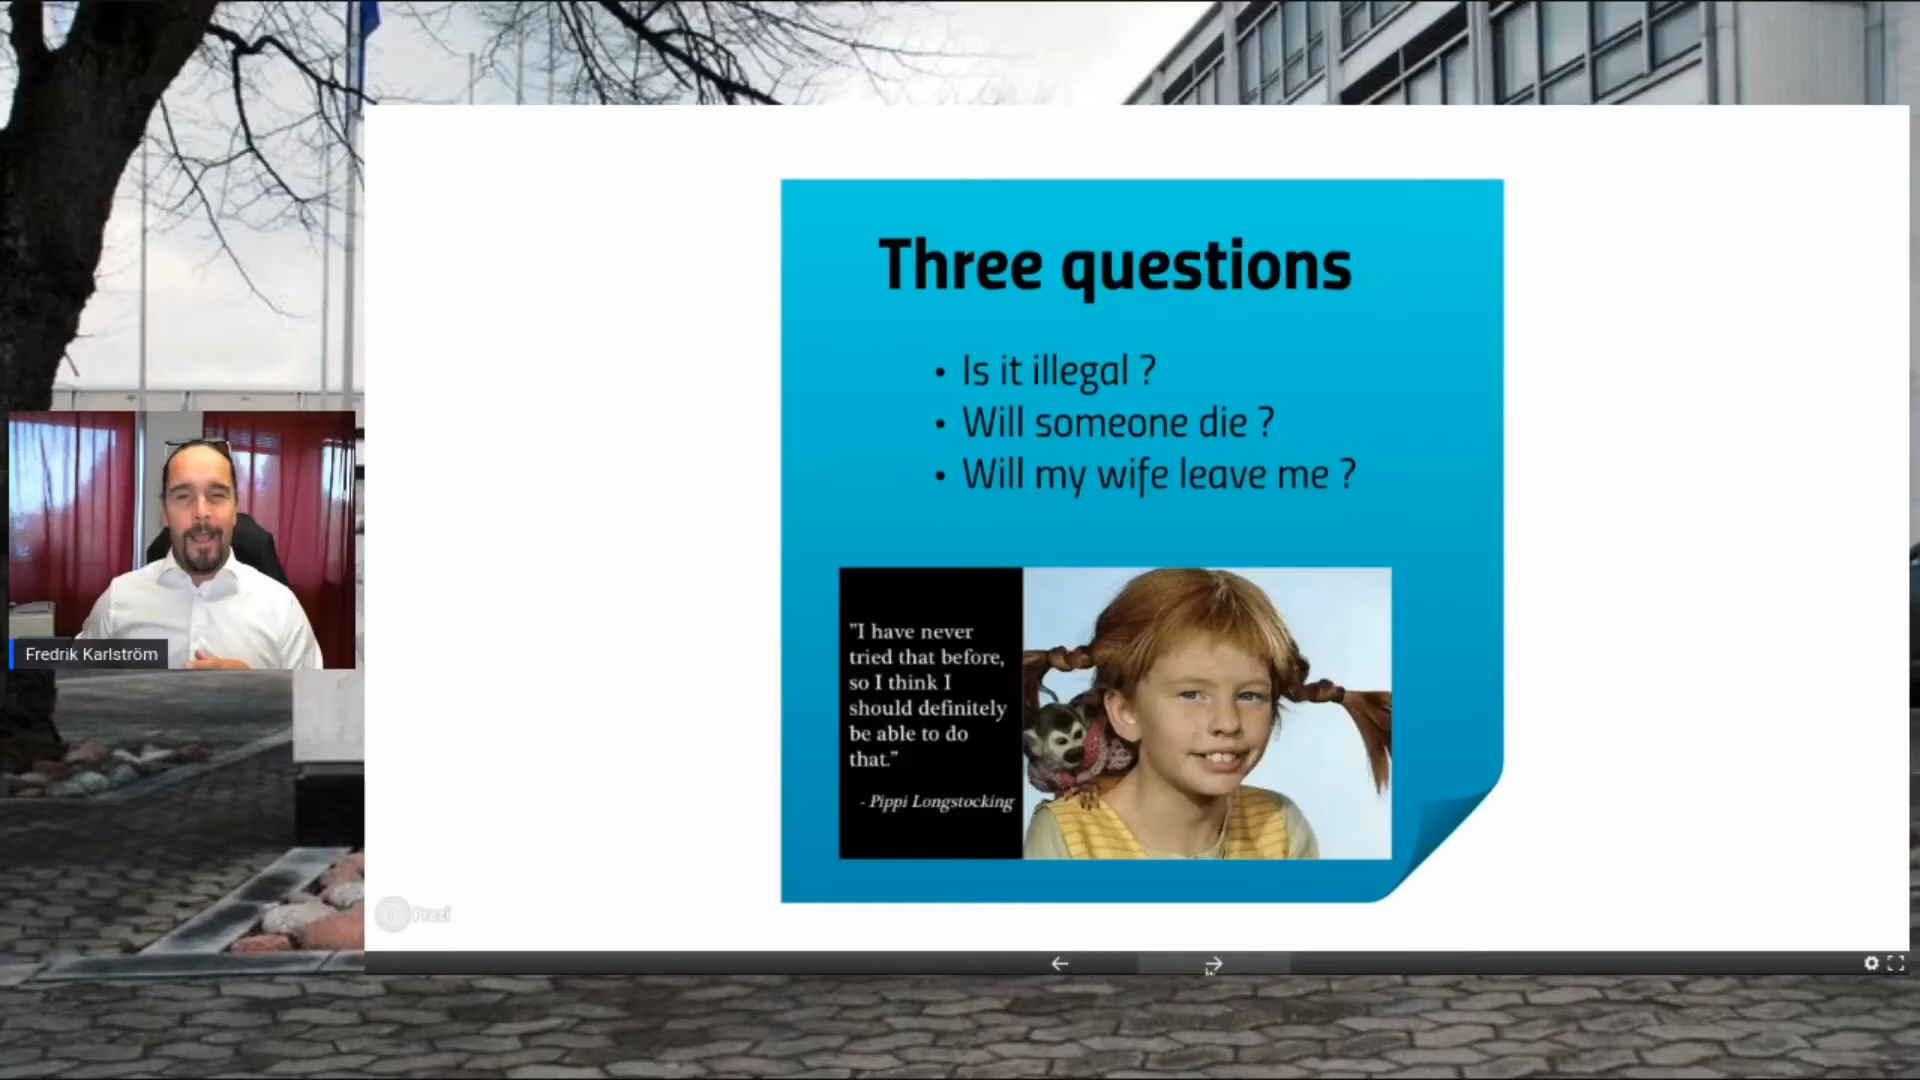 Three questions
• Is it illegal ?
• Will someone die ?
• Will my wife leave me ?
"I have never
tried that before,
so I think I
should definitely
be able to do
that."
- Pippi Longstocking
Fredrik Karlström
Prezi